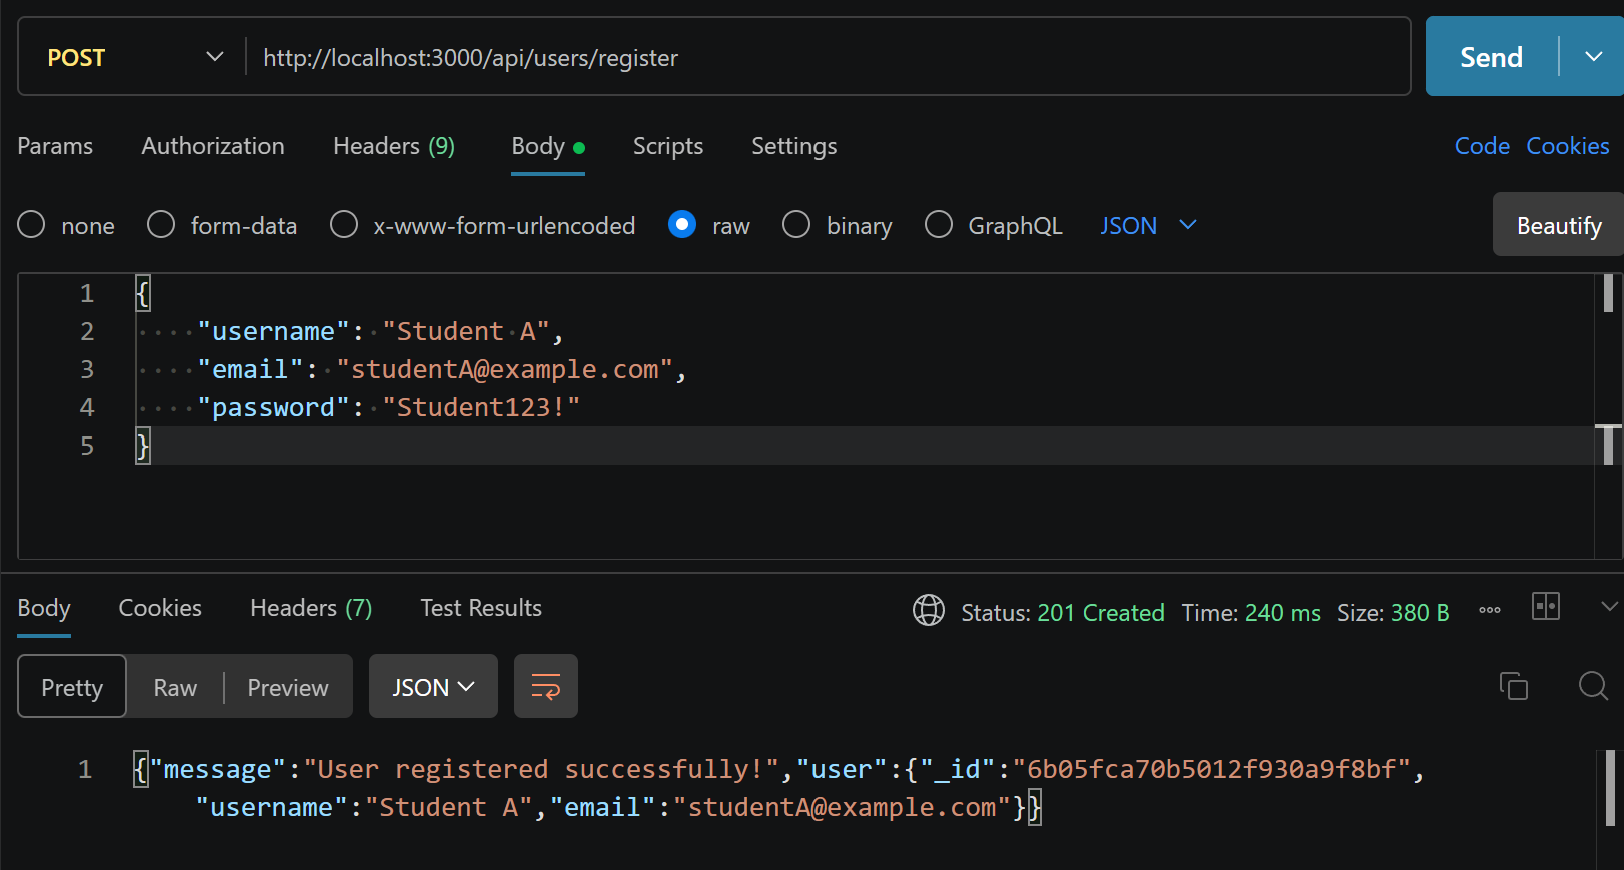 POST http://localhost:3000/api/users/register Send
Params Authorization Headers (9) Body Scripts Settings Code Cookies
none form-data x-www-form-urlencoded raw binary GraphQL JSON Beautify
1 {
2 "username": "Student A",
3 "email": "studentA@example.com",
4 "password": "Student123!"
5 }
Body Cookies Headers (7) Test Results Status: 201 Created Time: 240 ms Size: 380 B
Pretty Raw Preview JSON
1 {"message":"User registered successfully!","user":{"_id":"6b05fca70b5012f930a9f8bf",
"username":"Student A","email":"studentA@example.com"}}